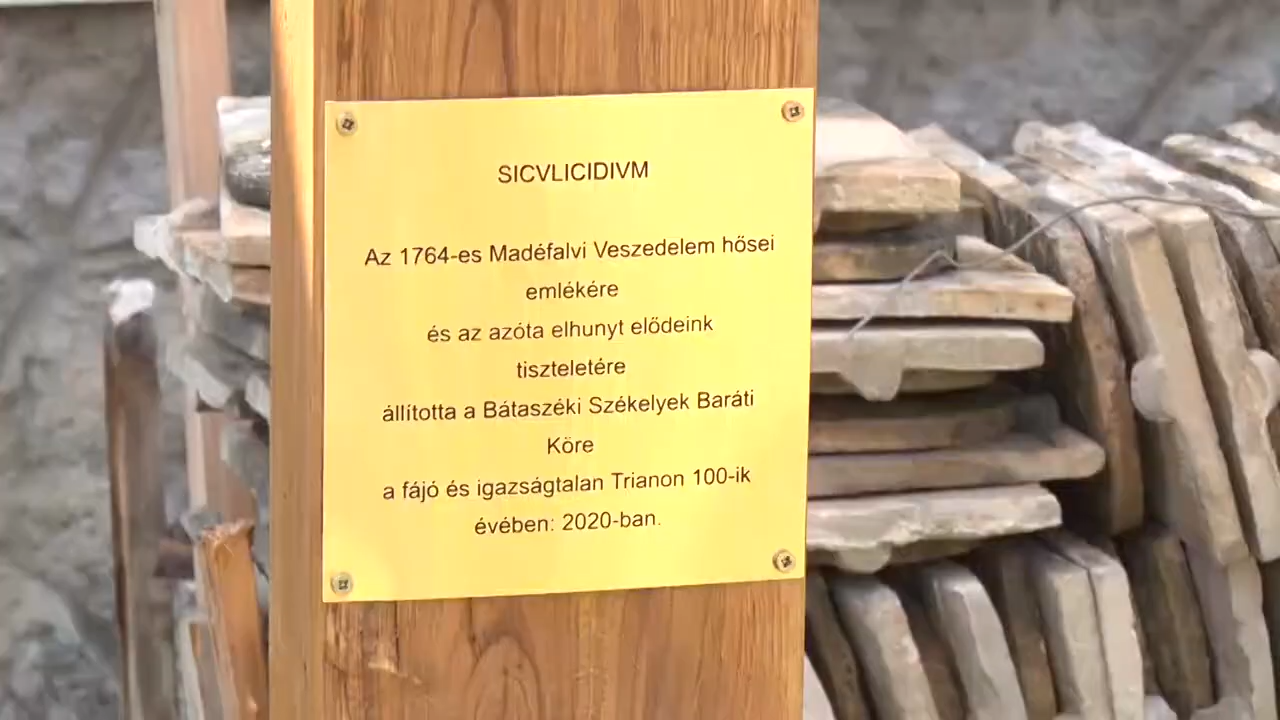 SICVLICIDIVM
Az 1764-es Madéfalvi Veszedelem hősei
emlékére
és az azóta elhunyt elődeink
tiszteletére
állította a Bátaszéki Székelyek Baráti
Köre
a fájó és igazságtalan Trianon 100-ik
évében: 2020-ban.